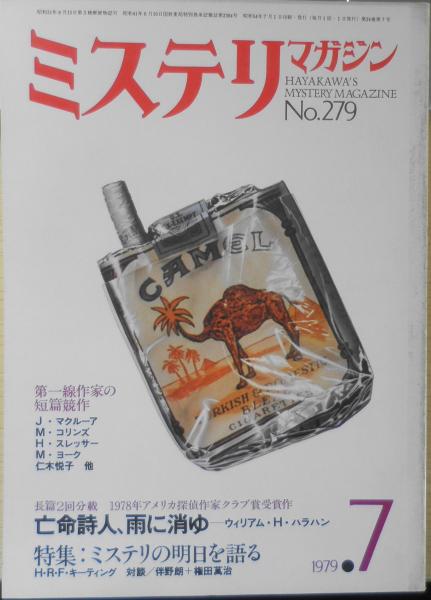 ミステリマガジン
HAYAKAWA'S
MYSTERY MAGAZINE
No.279
CAMEL
第一線作家の
短篇競作
J・マクルーア
M・コリンズ
H・スレッサー
M・ヨーク
仁木悦子 他
長篇2回分載 1978年アメリカ探偵作家クラブ賞受賞作
亡命詩人、雨に消ゆ─ウィリアム・H・ハラハン
特集:ミステリの明日を語る
H・R・F・キーティング 対談/伴野朗+権田萬治
1979●7